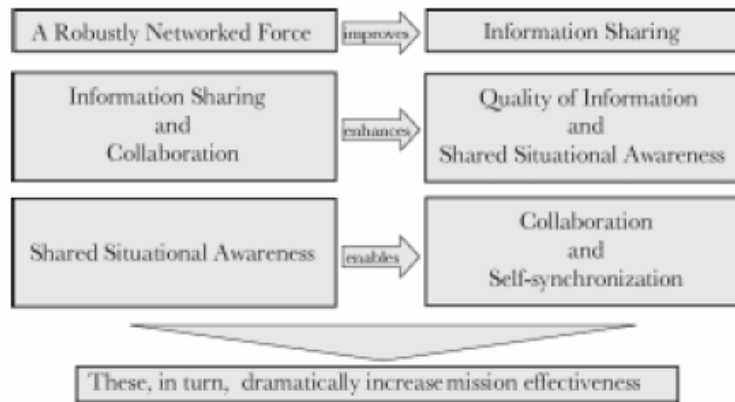 A Robustly Networked Force
improves
Information Sharing
Information Sharing
and
Collaboration
enhances
Quality of Information
and
Shared Situational Awareness
Shared Situational Awareness
enables
Collaboration
and
Self-synchronization
These, in turn, dramatically increase mission effectiveness